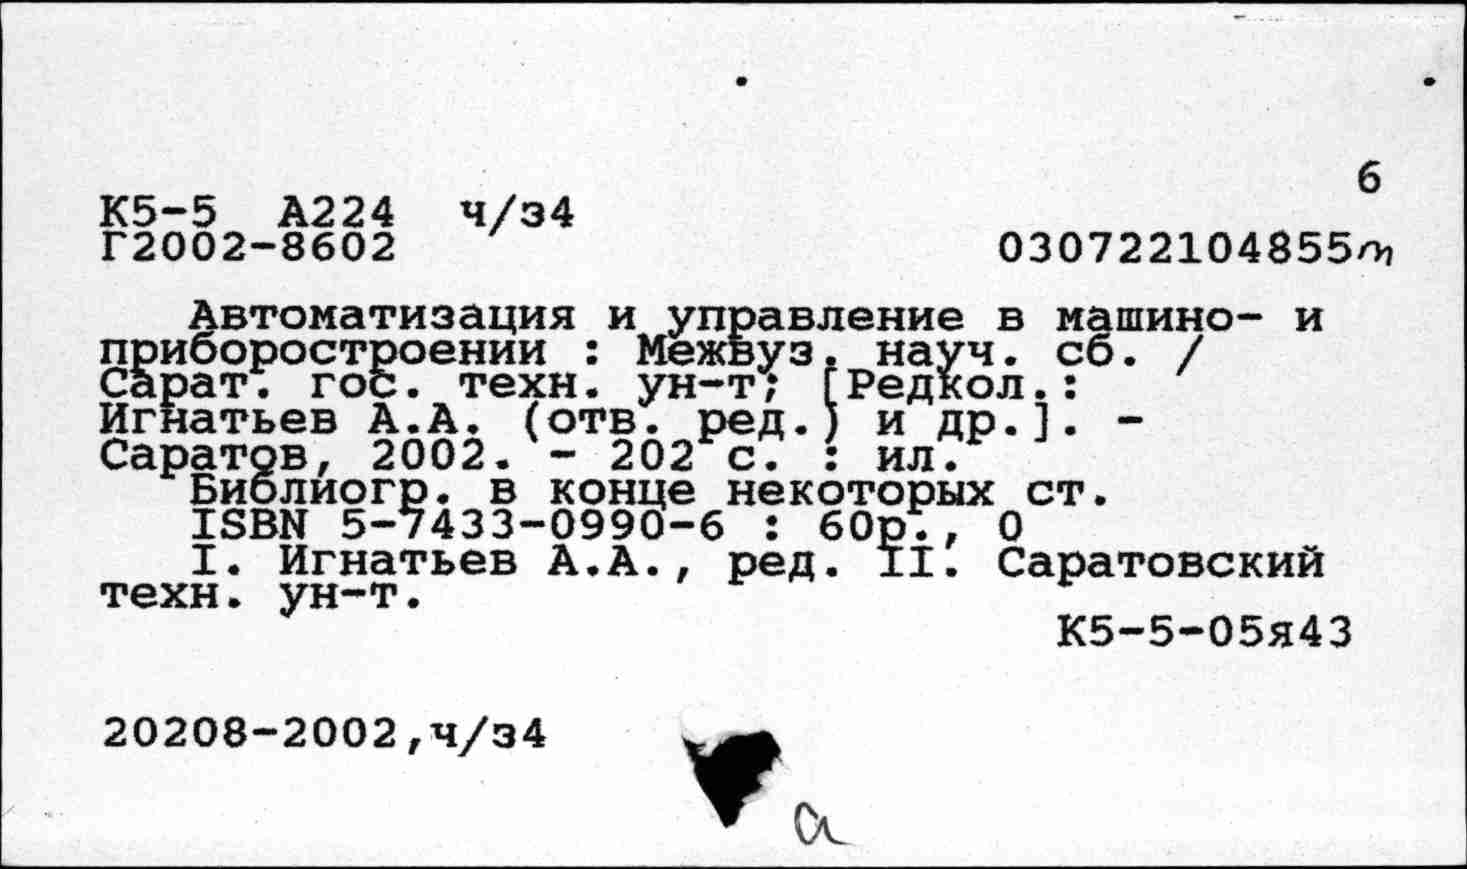 6
К5-5 А224 ч/з4
Г2002-8602 030722104855
Автоматизация и управление в машино- и
приборостроении : Межвуз. науч. сб. /
Сарат. гос. техн. ун-т; [Редкол.:
Игнатьев А.А. (отв. ред.) и др.]. -
Саратов, 2002. - 202 с. : ил.
Библиогр. в конце некоторых ст.
ISBN 5-7433-0990-6 : 60р., 0
I. Игнатьев А.А., ред. II. Саратовский
техн. ун-т.
К5-5-05я43
20208-2002,ч/з4